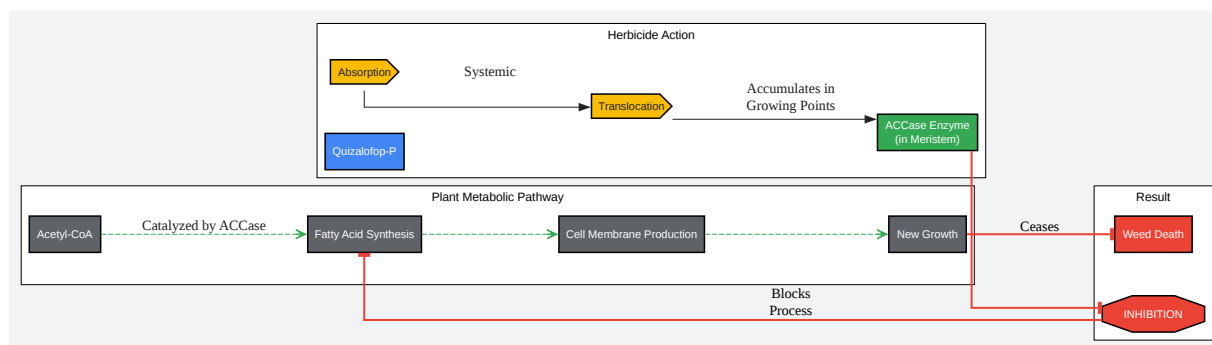 Herbicide Action
Absorption
Systemic
Translocation
Accumulates in
Growing Points
ACCase Enzyme
(in Meristem)
Quizalofop-P
Plant Metabolic Pathway
Acetyl-CoA
Catalyzed by ACCase
Fatty Acid Synthesis
Cell Membrane Production
New Growth
Ceases
Result
Weed Death
Blocks
Process
INHIBITION